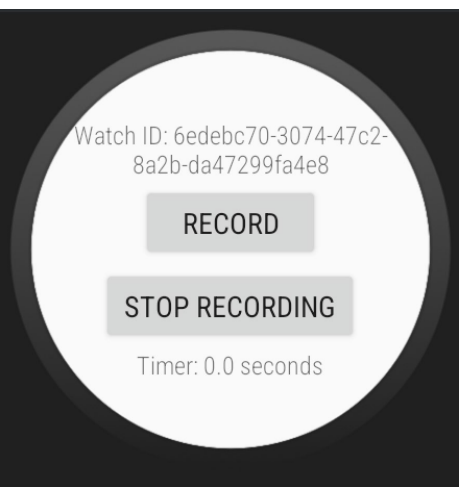 Watch ID: 6edebc70-3074-47c2-
8a2b-da47299fa4e8
RECORD
STOP RECORDING
Timer: 0.0 seconds